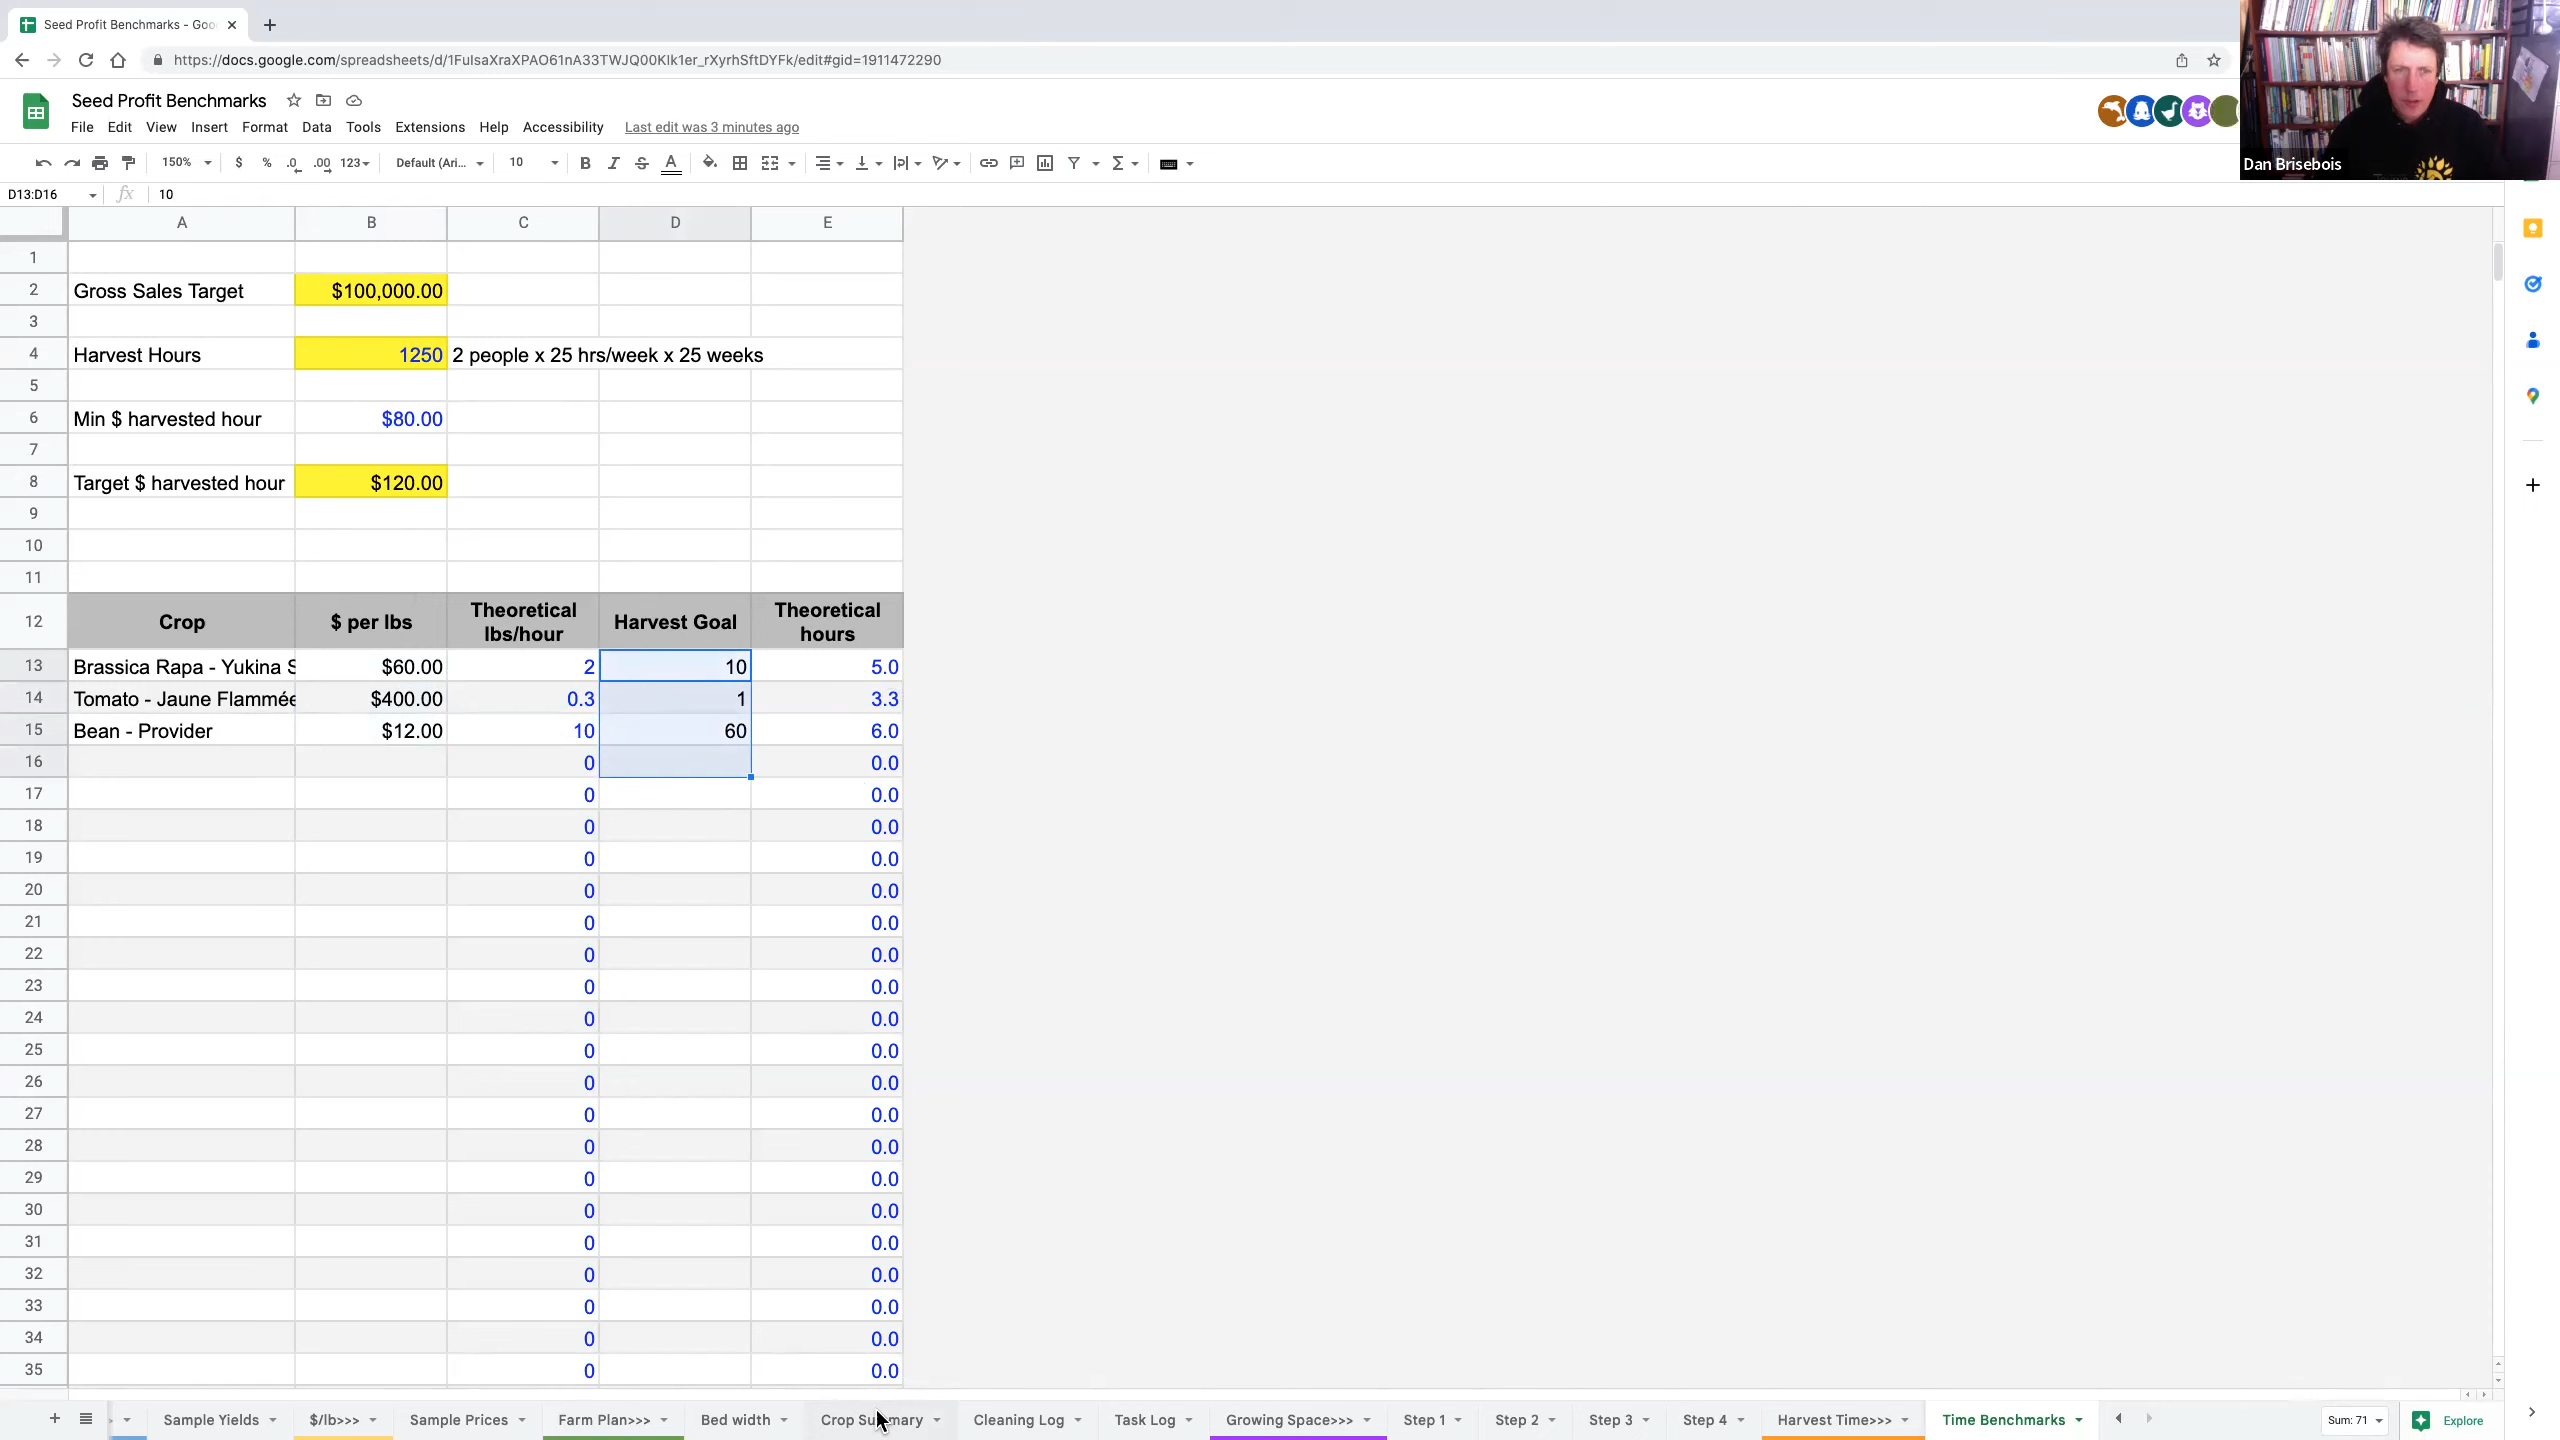 Seed Profit Benchmarks - Goo
https://docs.google.com/spreadsheets/d/1FulsaXraXPAO61nA33TWJQ00KIk1er_rXyrhSftDYFk/edit#gid=1911472290
Seed Profit Benchmarks
File Edit View Insert Format Data Tools Extensions Help Accessibility Last edit was 3 minutes ago
Dan Brisebois
150% $ % .0 .00 123 Default (Ari... 10 B I S A
D13:D16 fx 10
A B C D E
1
2 Gross Sales Target $100,000.00
3
4 Harvest Hours 1250 2 people x 25 hrs/week x 25 weeks
5
6 Min $ harvested hour $80.00
7
8 Target $ harvested hour $120.00
9
10
11
12 Crop $ per lbs Theoretical lbs/hour Harvest Goal Theoretical hours
13 Brassica Rapa - Yukina S $60.00 2 10 5.0
14 Tomato - Jaune Flammée $400.00 0.3 1 3.3
15 Bean - Provider $12.00 10 60 6.0
16 0 0.0
17 0 0.0
18 0 0.0
19 0 0.0
20 0 0.0
21 0 0.0
22 0 0.0
23 0 0.0
24 0 0.0
25 0 0.0
26 0 0.0
27 0 0.0
28 0 0.0
29 0 0.0
30 0 0.0
31 0 0.0
32 0 0.0
33 0 0.0
34 0 0.0
35 0 0.0
Sample Yields $/lb>>> Sample Prices Farm Plan>>> Bed width Crop Summary Cleaning Log Task Log Growing Space>>> Step 1 Step 2 Step 3 Step 4 Harvest Time>>> Time Benchmarks Sum: 71 Explore